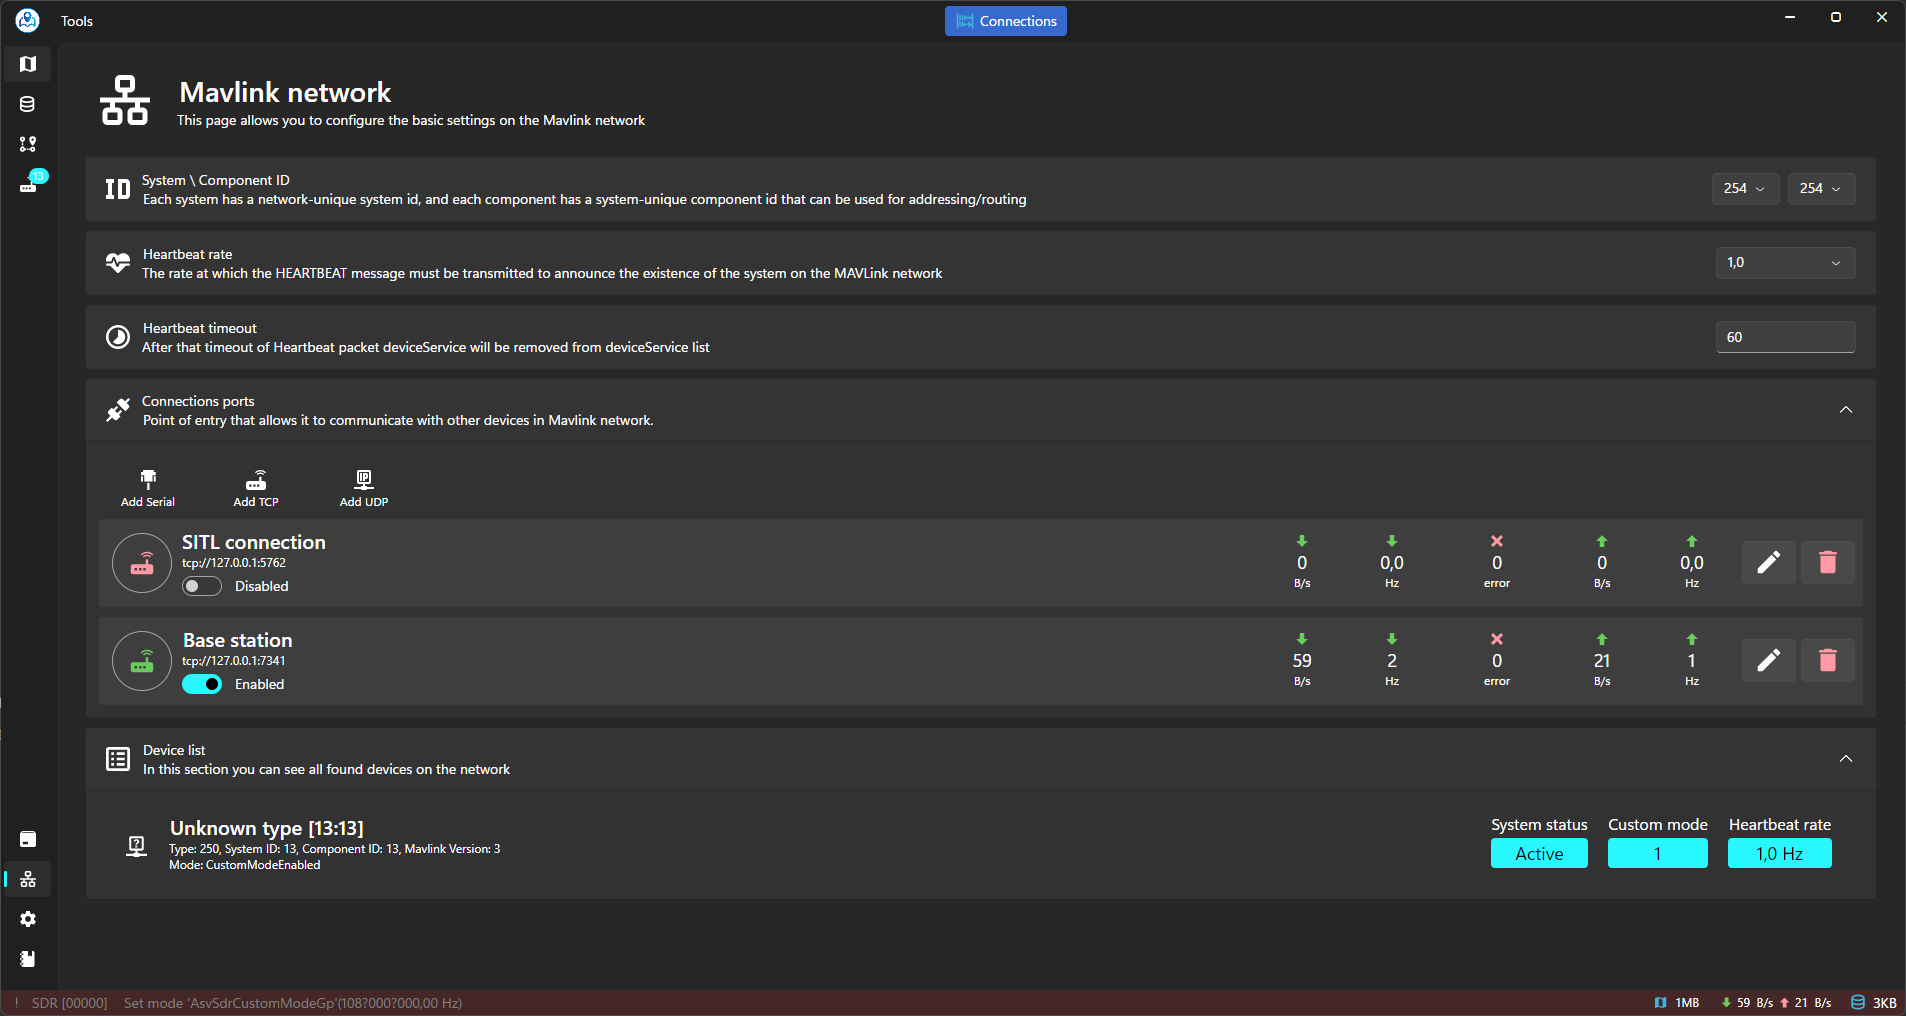 Tools
Connections
13
Mavlink network
This page allows you to configure the basic settings on the Mavlink network
ID
System \ Component ID
Each system has a network-unique system id, and each component has a system-unique component id that can be used for addressing/routing
254
254
Heartbeat rate
The rate at which the HEARTBEAT message must be transmitted to announce the existence of the system on the MAVLink network
1,0
Heartbeat timeout
After that timeout of Heartbeat packet deviceService will be removed from deviceService list
60
Connections ports
Point of entry that allows it to communicate with other devices in Mavlink network.
IP
Add Serial
Add TCP
Add UDP
SITL connection
tcp://127.0.0.1:5762
Disabled
0
B/s
0,0
Hz
0
error
0
B/s
0,0
Hz
Base station
tcp://127.0.0.1:7341
Enabled
59
B/s
2
Hz
0
error
21
B/s
1
Hz
Device list
In this section you can see all found devices on the network
?
Unknown type [13:13]
Type: 250, System ID: 13, Component ID: 13, Mavlink Version: 3
Mode: CustomModeEnabled
System status
Active
Custom mode
1
Heartbeat rate
1,0 Hz
! SDR [00000] Set mode 'AsvSdrCustomModeGp'(108?000?000,00 Hz)
1MB
59 B/s
21 B/s
3KB